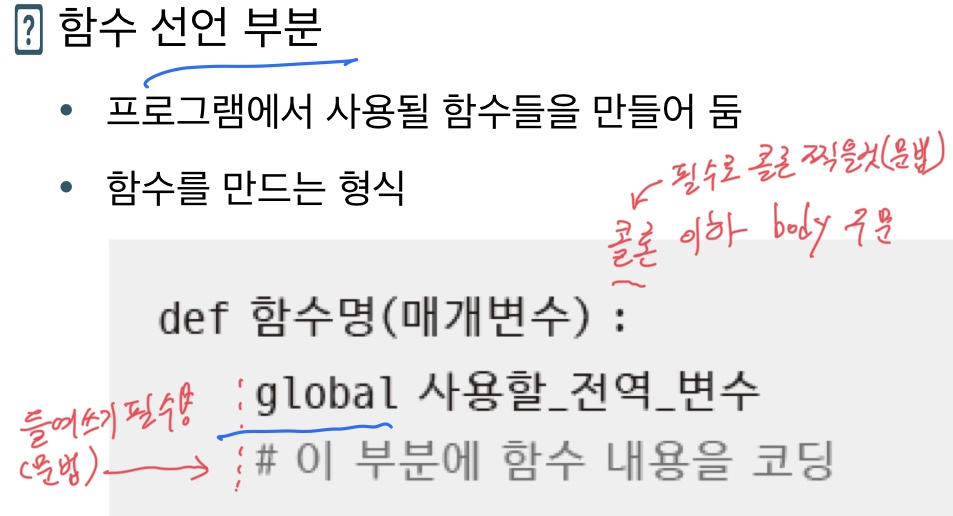 ? 함수 선언 부분
• 프로그램에서 사용될 함수들을 만들어 둠
• 함수를 만드는 형식
필수로 콜론 찍을것(문법)
콜론 이하 body 구문
def 함수명(매개변수) :
global 사용할_전역_변수
# 이 부분에 함수 내용을 코딩
들여쓰기 필수
(문법)